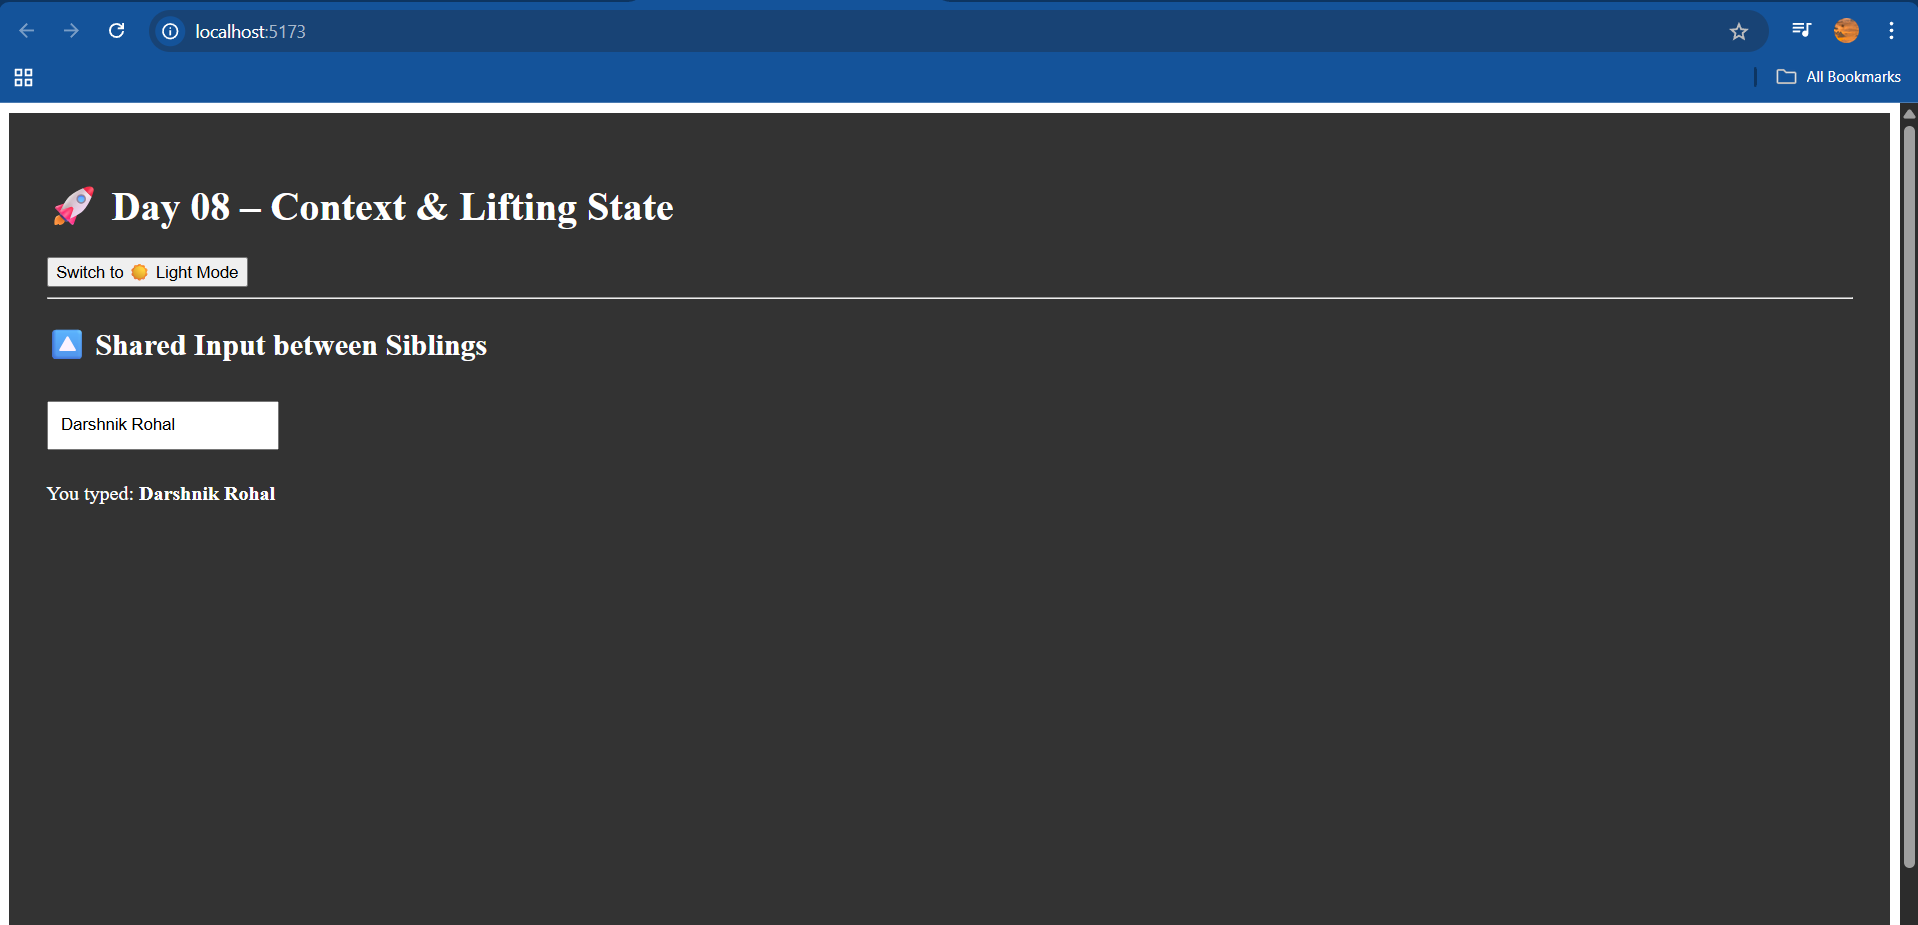 localhost:5173
All Bookmarks
🚀 Day 08 – Context & Lifting State
Switch to ☀️ Light Mode
🔼 Shared Input between Siblings
Darshnik Rohal
You typed: Darshnik Rohal